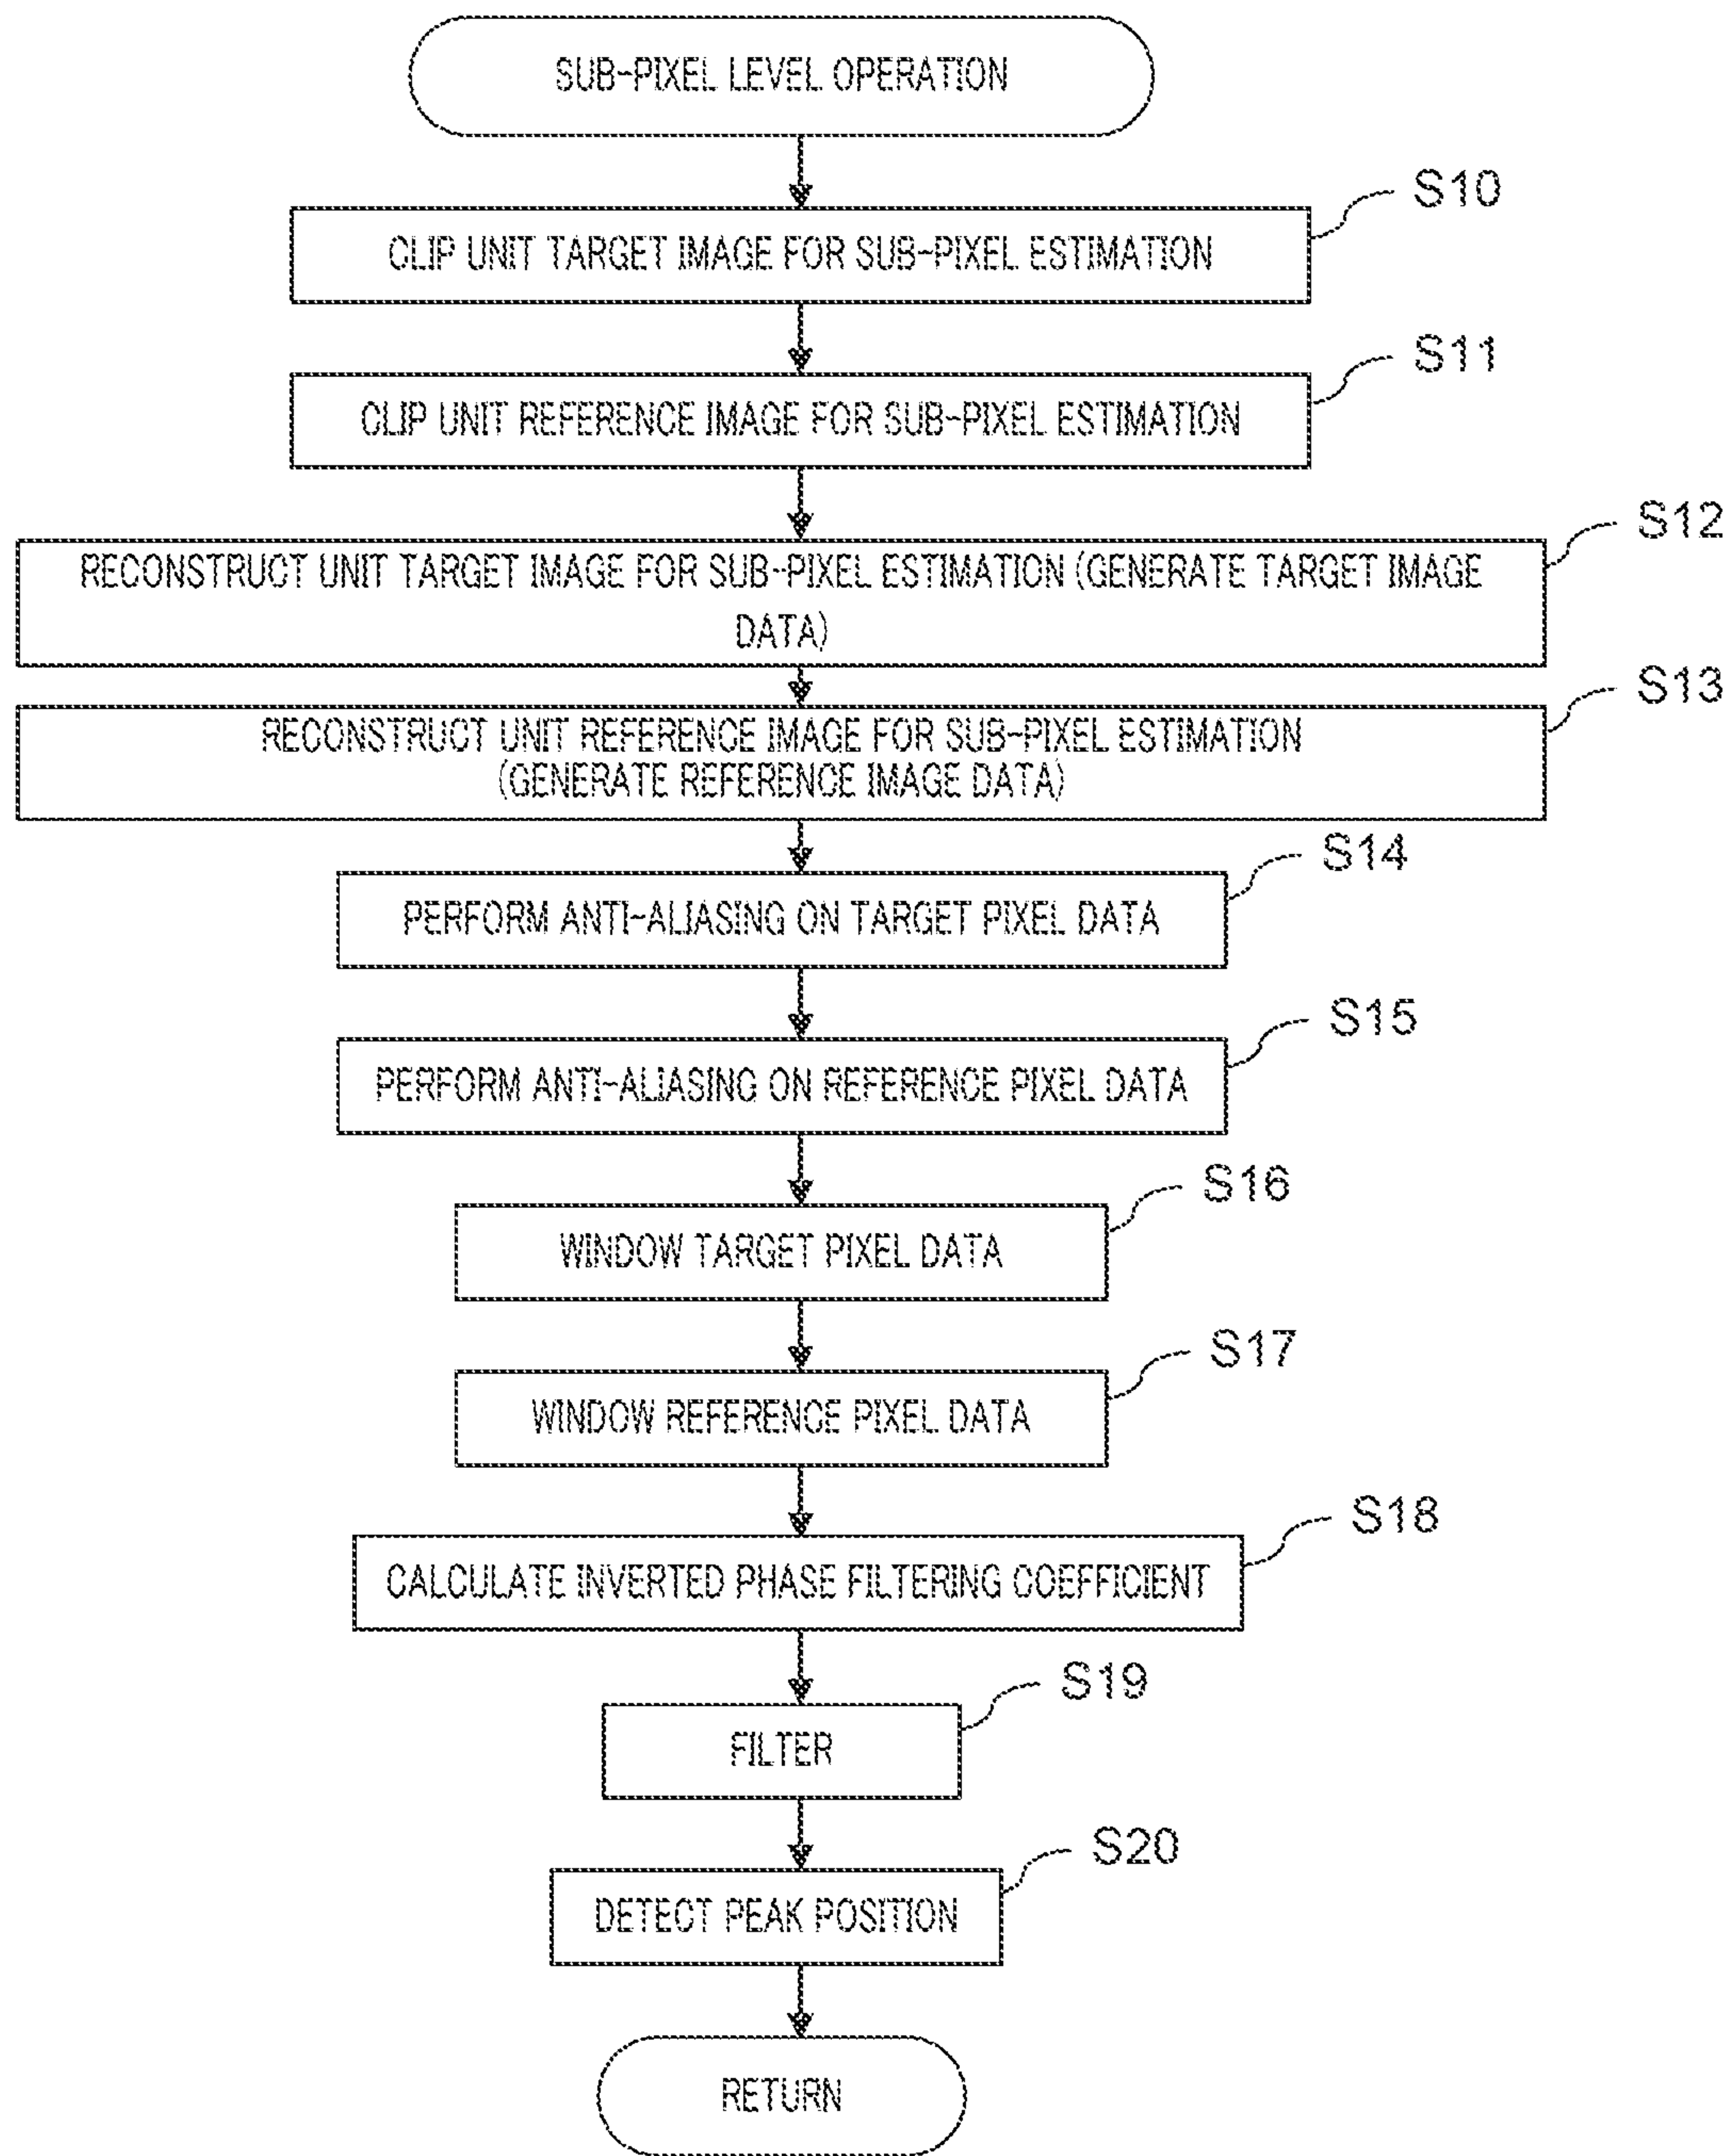 SUB-PIXEL LEVEL OPERATION
S10
CLIP UNIT TARGET IMAGE FOR SUB-PIXEL ESTIMATION
S11
CLIP UNIT REFERENCE IMAGE FOR SUB-PIXEL ESTIMATION
S12
RECONSTRUCT UNIT TARGET IMAGE FOR SUB-PIXEL ESTIMATION (GENERATE TARGET IMAGE
DATA)
S13
RECONSTRUCT UNIT REFERENCE IMAGE FOR SUB-PIXEL ESTIMATION
(GENERATE REFERENCE IMAGE DATA)
S14
PERFORM ANTI-ALIASING ON TARGET PIXEL DATA
S15
PERFORM ANTI-ALIASING ON REFERENCE PIXEL DATA
S16
WINDOW TARGET PIXEL DATA
S17
WINDOW REFERENCE PIXEL DATA
S18
CALCULATE INVERTED PHASE FILTERING COEFFICIENT
S19
FILTER
S20
DETECT PEAK POSITION
RETURN